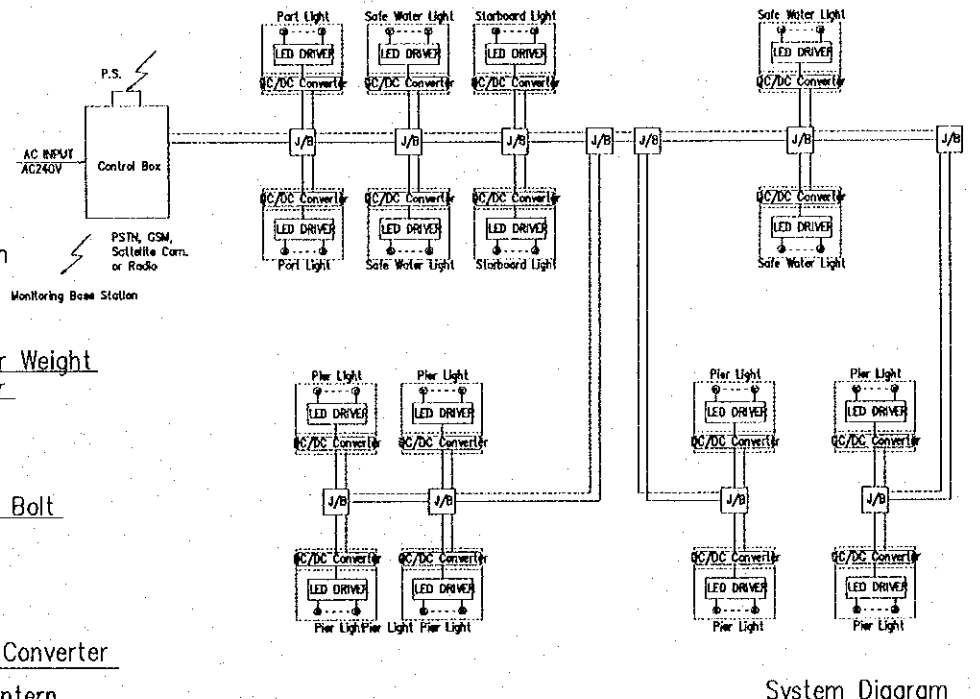 Port Light
Safe Water Light
Starboard Light
Safe Water Light
LED DRIVER
LED DRIVER
LED DRIVER
LED DRIVER
DC/DC Converter
DC/DC Converter
DC/DC Converter
DC/DC Converter
P.S.
AC INPUT
AC240V
Control Box
J/B
J/B
J/B
J/B
J/B
J/B
J/B
DC/DC Converter
DC/DC Converter
DC/DC Converter
DC/DC Converter
LED DRIVER
LED DRIVER
LED DRIVER
LED DRIVER
Port Light
Safe Water Light
Starboard Light
Safe Water Light
PSTN, GSM,
Sattelite Com.
or Radio
Monitoring Base Station
Weight
Pier Light
Pier Light
Pier Light
Pier Light
LED DRIVER
LED DRIVER
LED DRIVER
LED DRIVER
DC/DC Converter
DC/DC Converter
DC/DC Converter
DC/DC Converter
Bolt
J/B
J/B
J/B
J/B
DC/DC Converter
DC/DC Converter
DC/DC Converter
DC/DC Converter
LED DRIVER
LED DRIVER
LED DRIVER
LED DRIVER
Pier Light
Pier Light
Pier Light
Pier Light
Pier Light
Converter
System Diagram